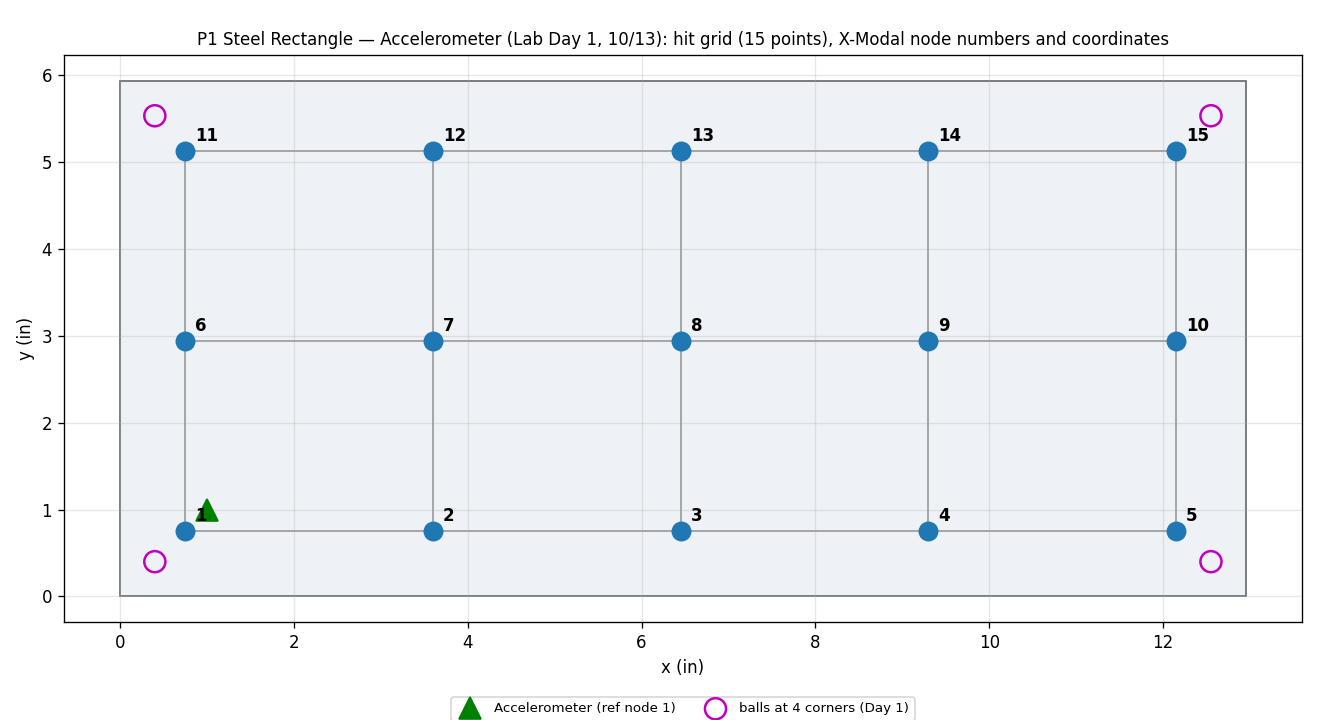 P1 Steel Rectangle — Accelerometer (Lab Day 1, 10/13): hit grid (15 points), X-Modal node numbers and coordinates
6
5
4
3
2
1
0
y (in)
11 12 13 14 15
6 7 8 9 10
1 2 3 4 5
0 2 4 6 8 10 12
x (in)
Accelerometer (ref node 1) balls at 4 corners (Day 1)